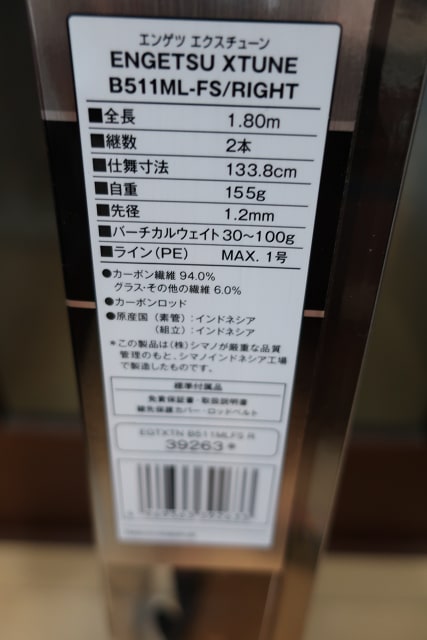 エンゲツ エクスチューン
ENGETSU XTUNE
B511ML-FS/RIGHT
■全長 1.80m
■継数 2本
■仕舞寸法 133.8cm
■自重 155g
■先径 1.2mm
■バーチカルウェイト 30〜100g
■ライン(PE) MAX. 1号
●カーボン繊維 94.0%
グラス・その他の繊維 6.0%
●カーボンロッド
●原産国(素管):インドネシア
(組立):インドネシア
*この製品は(株)シマノが厳重な品質
管理のもと、シマノインドネシア工場
で製造したものです。
標準付属品
免責保証書・取扱説明書
穂先保護カバー・ロッドベルト
EGTXTN B511MLFS R
39263